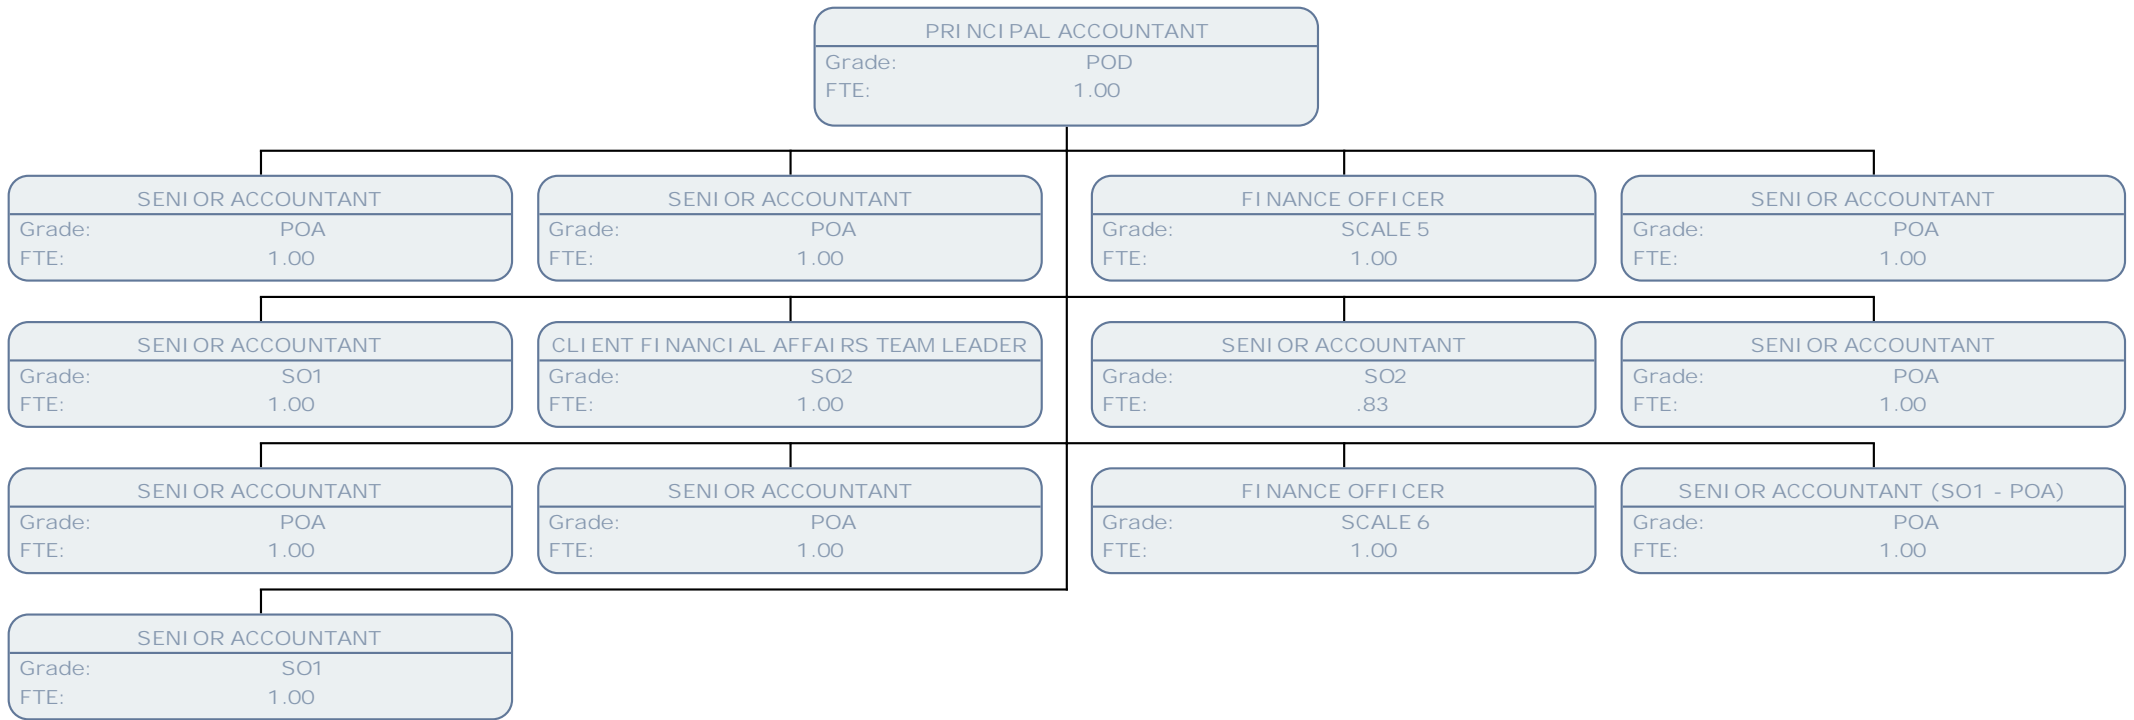 PRINCIPAL ACCOUNTANT
Grade: POD
FTE: 1.00
SENIOR ACCOUNTANT
Grade: POA
FTE: 1.00
SENIOR ACCOUNTANT
Grade: POA
FTE: 1.00
FINANCE OFFICER
Grade: SCALE 5
FTE: 1.00
SENIOR ACCOUNTANT
Grade: POA
FTE: 1.00
SENIOR ACCOUNTANT
Grade: SO1
FTE: 1.00
CLIENT FINANCIAL AFFAIRS TEAM LEADER
Grade: SO2
FTE: 1.00
SENIOR ACCOUNTANT
Grade: SO2
FTE: .83
SENIOR ACCOUNTANT
Grade: POA
FTE: 1.00
SENIOR ACCOUNTANT
Grade: POA
FTE: 1.00
SENIOR ACCOUNTANT
Grade: POA
FTE: 1.00
FINANCE OFFICER
Grade: SCALE 6
FTE: 1.00
SENIOR ACCOUNTANT (SO1 - POA)
Grade: POA
FTE: 1.00
SENIOR ACCOUNTANT
Grade: SO1
FTE: 1.00